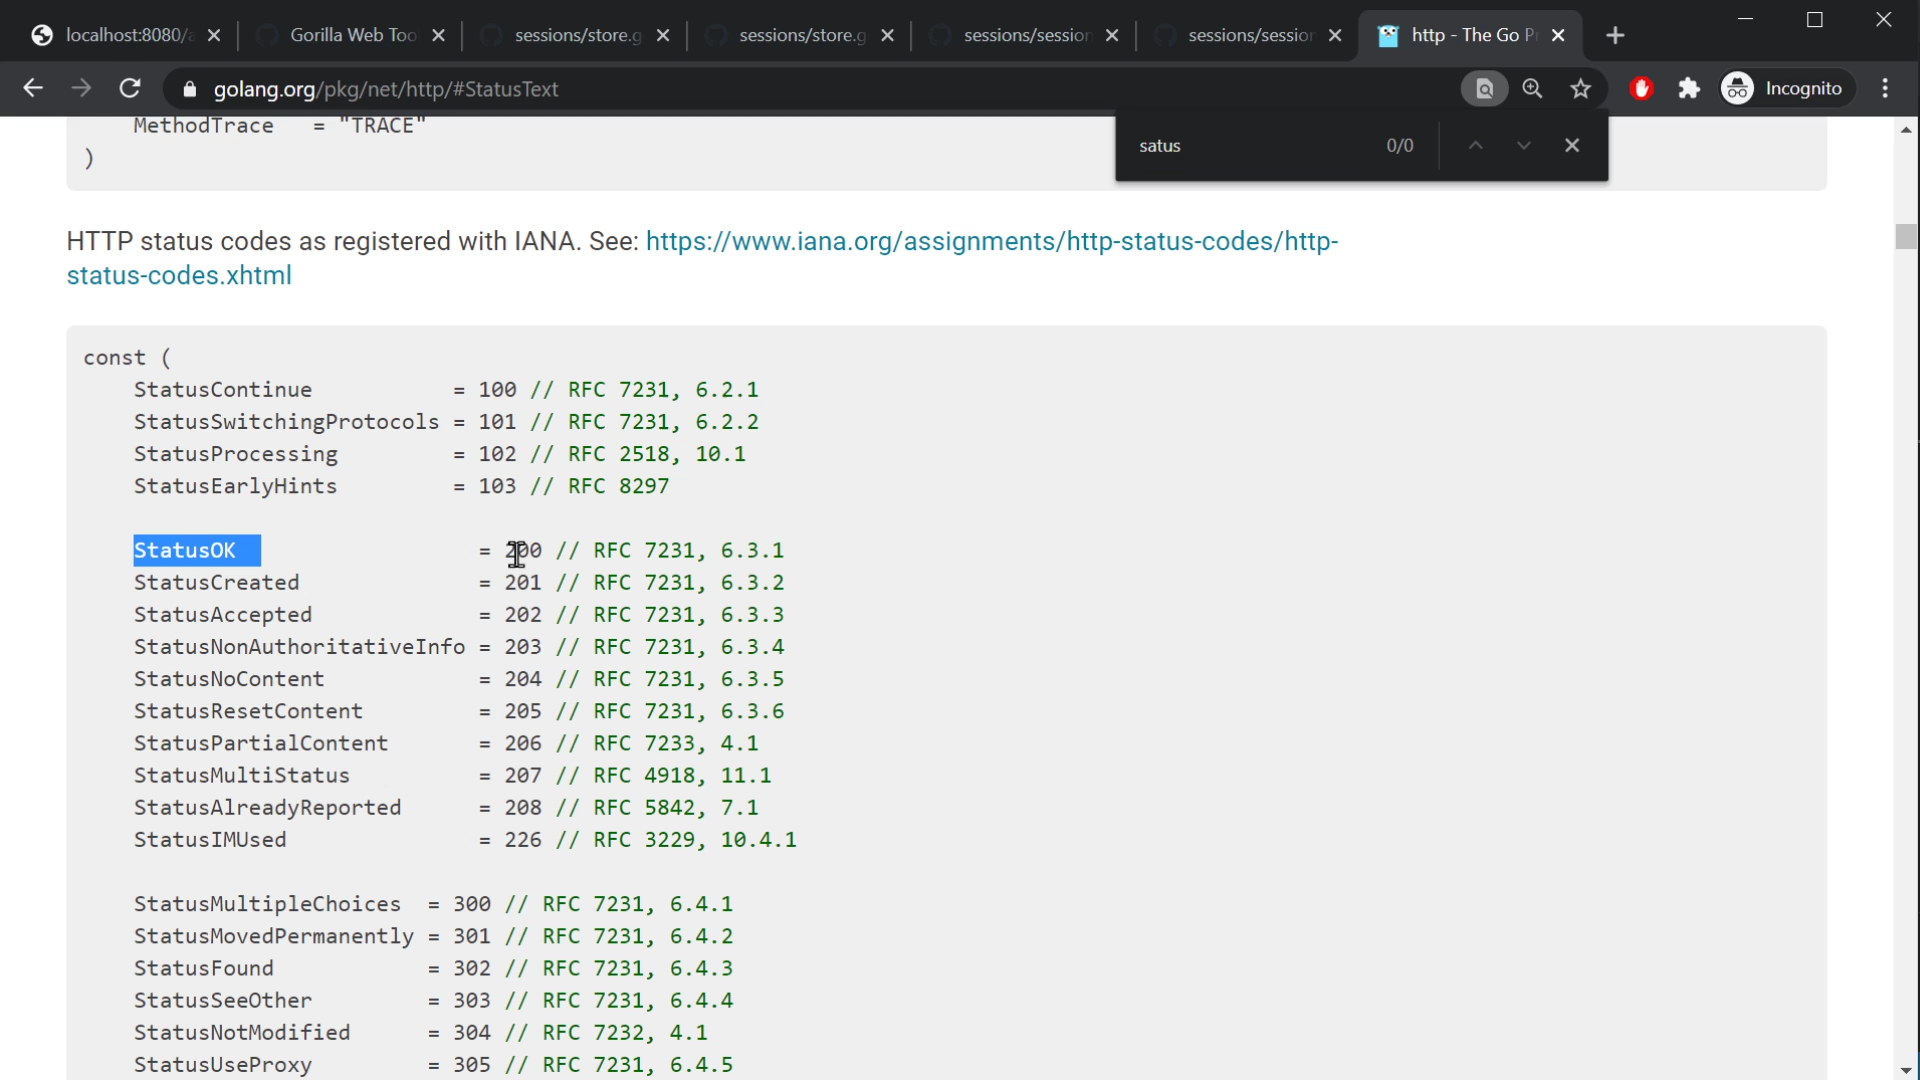 localhost:8080/a
Gorilla Web Too
sessions/store.g
sessions/store.g
sessions/session
sessions/session
http - The Go P
golang.org/pkg/net/http/#StatusText
Incognito
satus 0/0
MethodTrace = "TRACE"
)
HTTP status codes as registered with IANA. See: https://www.iana.org/assignments/http-status-codes/http-
status-codes.xhtml
const (
StatusContinue = 100 // RFC 7231, 6.2.1
StatusSwitchingProtocols = 101 // RFC 7231, 6.2.2
StatusProcessing = 102 // RFC 2518, 10.1
StatusEarlyHints = 103 // RFC 8297
StatusOK = 200 // RFC 7231, 6.3.1
StatusCreated = 201 // RFC 7231, 6.3.2
StatusAccepted = 202 // RFC 7231, 6.3.3
StatusNonAuthoritativeInfo = 203 // RFC 7231, 6.3.4
StatusNoContent = 204 // RFC 7231, 6.3.5
StatusResetContent = 205 // RFC 7231, 6.3.6
StatusPartialContent = 206 // RFC 7233, 4.1
StatusMultiStatus = 207 // RFC 4918, 11.1
StatusAlreadyReported = 208 // RFC 5842, 7.1
StatusIMUsed = 226 // RFC 3229, 10.4.1
StatusMultipleChoices = 300 // RFC 7231, 6.4.1
StatusMovedPermanently = 301 // RFC 7231, 6.4.2
StatusFound = 302 // RFC 7231, 6.4.3
StatusSeeOther = 303 // RFC 7231, 6.4.4
StatusNotModified = 304 // RFC 7232, 4.1
StatusUseProxy = 305 // RFC 7231, 6.4.5